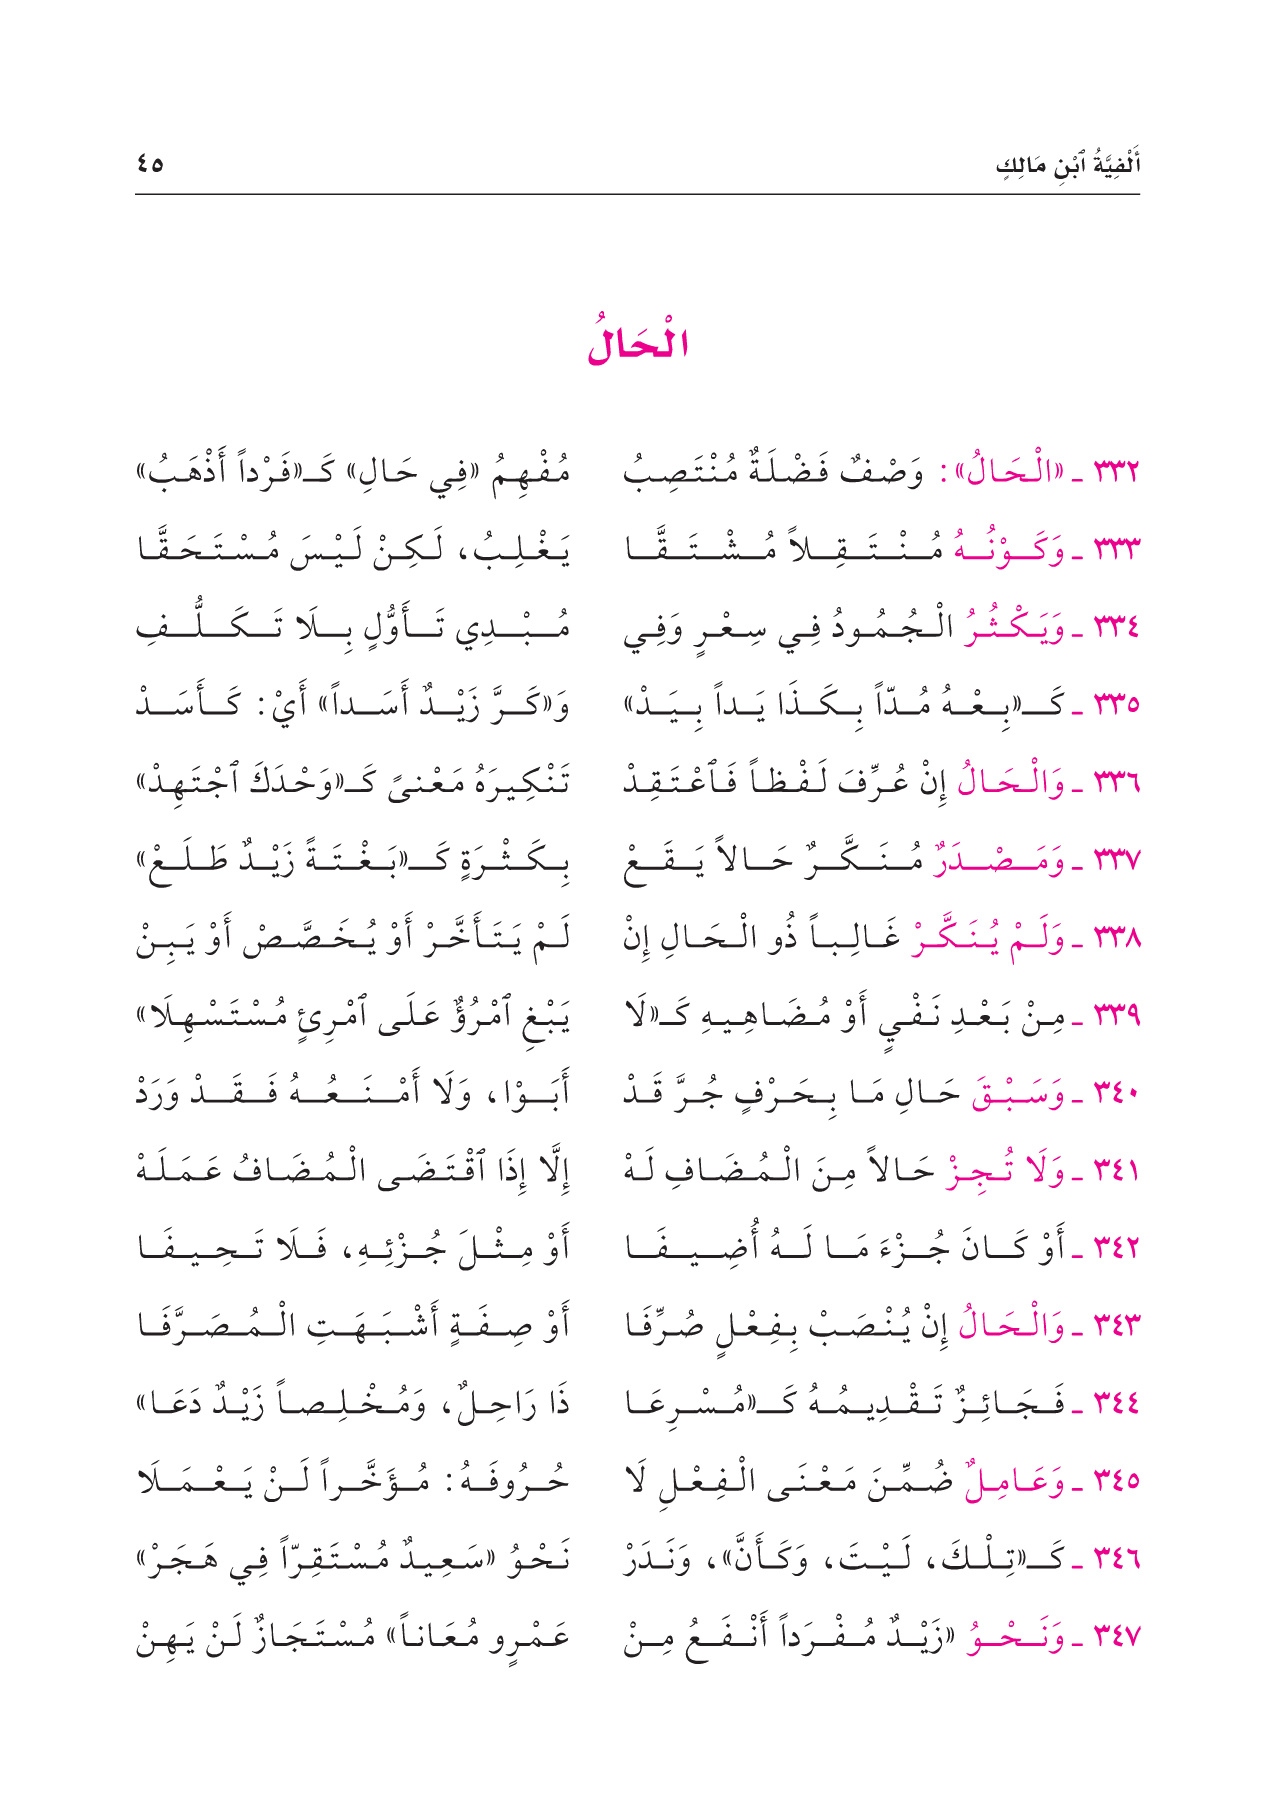 أَلْفِيَّةُ ٱبْنِ مَالِكٍ ٤٥
الْحَالُ
٣٣٢ ـ «الْحَالُ»: وَصْفٌ فَضْلَةٌ مُنْتَصِبُ مُفْهِمُ «فِي حَالِ» كَـ«فَرْداً أَذْهَبُ»
٣٣٣ ـ وَكَوْنُهُ مُنْتَقِلاً مُشْتَقَّا يَغْلِبُ، لَكِنْ لَيْسَ مُسْتَحَقَّا
٣٣٤ ـ وَيَكْثُرُ الْجُمُودُ فِي سِعْرٍ وَفِي مُبْدِي تَأَوُّلٍ بِلَا تَكَلُّفِ
٣٣٥ ـ كَـ«بِعْهُ مُدّاً بِكَذَا يَداً بِيَدْ» وَ«كَرَّ زَيْدٌ أَسَداً» أَيْ: كَأَسَدْ
٣٣٦ ـ وَالْحَالُ إِنْ عُرِّفَ لَفْظاً فَٱعْتَقِدْ تَنْكِيرَهُ مَعْنىً كَـ«وَحْدَكَ ٱجْتَهِدْ»
٣٣٧ ـ وَمَصْدَرٌ مُنَكَّرٌ حَالاً يَقَعْ بِكَثْرَةٍ كَـ«بَغْتَةً زَيْدٌ طَلَعْ»
٣٣٨ ـ وَلَمْ يُنَكَّرْ غَالِباً ذُو الْحَالِ إِنْ لَمْ يَتَأَخَّرْ أَوْ يُخَصَّصْ أَوْ يَبِنْ
٣٣٩ ـ مِنْ بَعْدِ نَفْيٍ أَوْ مُضَاهِيهِ كَـ«لَا يَبْغِ ٱمْرُؤٌ عَلَى ٱمْرِئٍ مُسْتَسْهِلَا»
٣٤٠ ـ وَسَبْقَ حَالِ مَا بِحَرْفٍ جُرَّ قَدْ أَبَوْا، وَلَا أَمْنَعُهُ فَقَدْ وَرَدْ
٣٤١ ـ وَلَا تُجِزْ حَالاً مِنَ الْمُضَافِ لَهْ إِلَّا إِذَا ٱقْتَضَى الْمُضَافُ عَمَلَهْ
٣٤٢ ـ أَوْ كَانَ جُزْءَ مَا لَهُ أُضِيفَا أَوْ مِثْلَ جُزْئِهِ، فَلَا تَحِيفَا
٣٤٣ ـ وَالْحَالُ إِنْ يُنْصَبْ بِفِعْلٍ صُرِّفَا أَوْ صِفَةٍ أَشْبَهَتِ الْمُصَرَّفَا
٣٤٤ ـ فَجَائِزٌ تَقْدِيمُهُ كَـ«مُسْرِعَا ذَا رَاحِلٌ، وَمُخْلِصاً زَيْدٌ دَعَا»
٣٤٥ ـ وَعَامِلٌ ضُمِّنَ مَعْنَى الْفِعْلِ لَا حُرُوفَهُ: مُؤَخَّراً لَنْ يَعْمَلَا
٣٤٦ ـ كَـ«تِلْكَ، لَيْتَ، وَكَأَنَّ»، وَنَدَرْ نَحْوُ «سَعِيدٌ مُسْتَقِرّاً فِي هَجَرْ»
٣٤٧ ـ وَنَحْوُ «زَيْدٌ مُفْرَداً أَنْفَعُ مِنْ عَمْرٍو مُعَاناً» مُسْتَجَازٌ لَنْ يَهِنْ